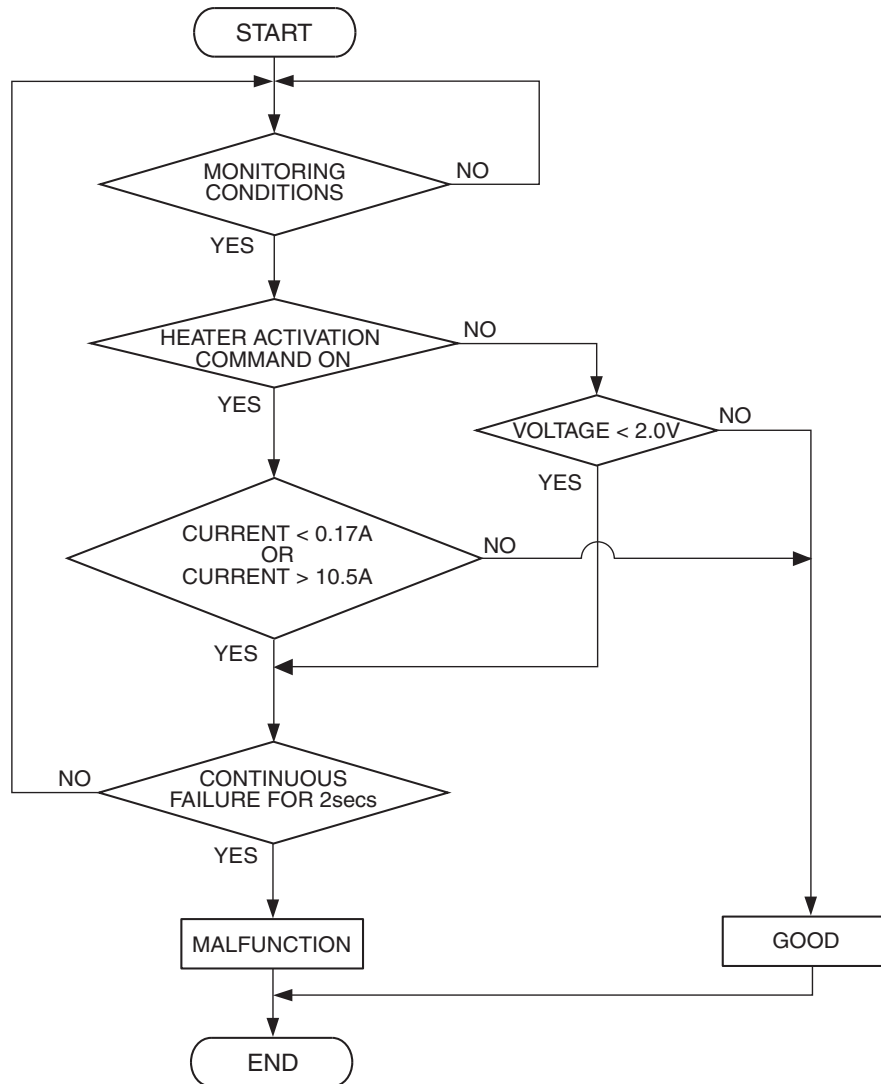 START
MONITORING
CONDITIONS
NO
YES
HEATER ACTIVATION
COMMAND ON
NO
YES
VOLTAGE < 2.0V
NO
YES
CURRENT < 0.17A
OR
CURRENT > 10.5A
NO
YES
CONTINUOUS
FAILURE FOR 2secs
NO
YES
MALFUNCTION
GOOD
END